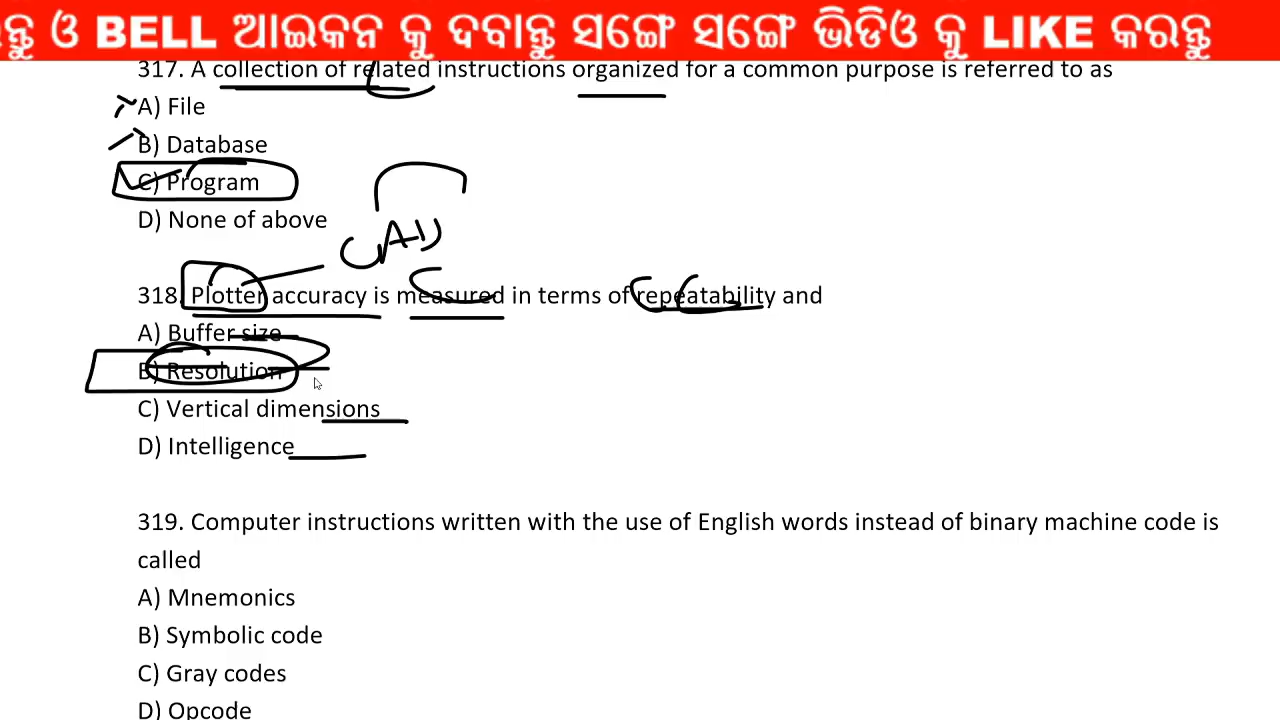 ନ୍ତୁ ଓ BELL ଆଇକନ କୁ ଦବାନ୍ତୁ ସଙ୍ଗେ ସଙ୍ଗେ ଭିଡିଓ କୁ LIKE କରନ୍ତୁ
317. A collection of related instructions organized for a common purpose is referred to as
A) File
B) Database
C) Program
D) None of above
CAD
318. Plotter accuracy is measured in terms of repeatability and
A) Buffer size
B) Resolution
C) Vertical dimensions
D) Intelligence
319. Computer instructions written with the use of English words instead of binary machine code is
called
A) Mnemonics
B) Symbolic code
C) Gray codes
D) Opcode